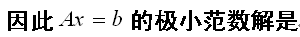 因此 Ax = b 的极小范数解是